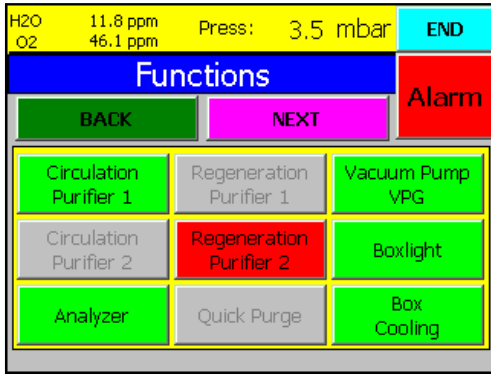 H2O 11.8 ppm Press: 3.5 mbar END
O2 46.1 ppm
Functions
Alarm
BACK NEXT
Circulation Purifier 1
Regeneration Purifier 1
Vacuum Pump VPG
Circulation Purifier 2
Regeneration Purifier 2
Boxlight
Analyzer
Quick Purge
Box Cooling